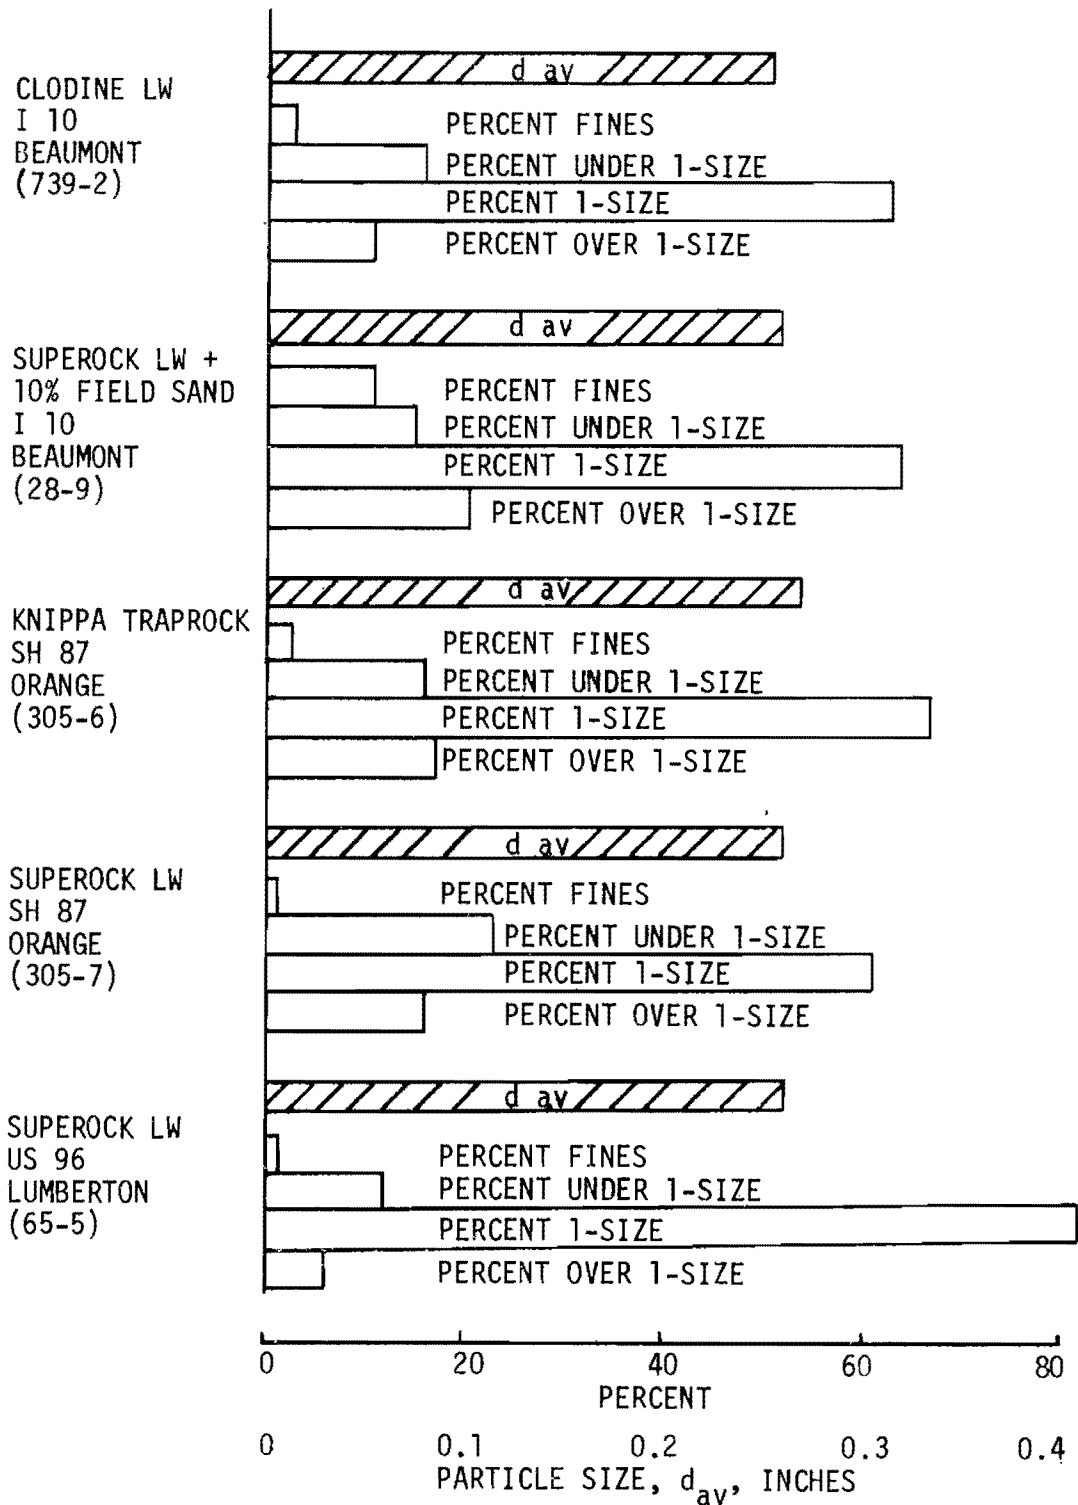 d av
CLODINE LW
I 10
BEAUMONT
(739-2)
PERCENT FINES
PERCENT UNDER 1-SIZE
PERCENT 1-SIZE
PERCENT OVER 1-SIZE
d av
SUPEROCK LW +
10% FIELD SAND
I 10
BEAUMONT
(28-9)
PERCENT FINES
PERCENT UNDER 1-SIZE
PERCENT 1-SIZE
PERCENT OVER 1-SIZE
d av
KNIPPA TRAPROCK
SH 87
ORANGE
(305-6)
PERCENT FINES
PERCENT UNDER 1-SIZE
PERCENT 1-SIZE
PERCENT OVER 1-SIZE
d av
SUPEROCK LW
SH 87
ORANGE
(305-7)
PERCENT FINES
PERCENT UNDER 1-SIZE
PERCENT 1-SIZE
PERCENT OVER 1-SIZE
d av
SUPEROCK LW
US 96
LUMBERTON
(65-5)
PERCENT FINES
PERCENT UNDER 1-SIZE
PERCENT 1-SIZE
PERCENT OVER 1-SIZE
0 20 40 60 80
PERCENT
0 0.1 0.2 0.3 0.4
PARTICLE SIZE, dav, INCHES